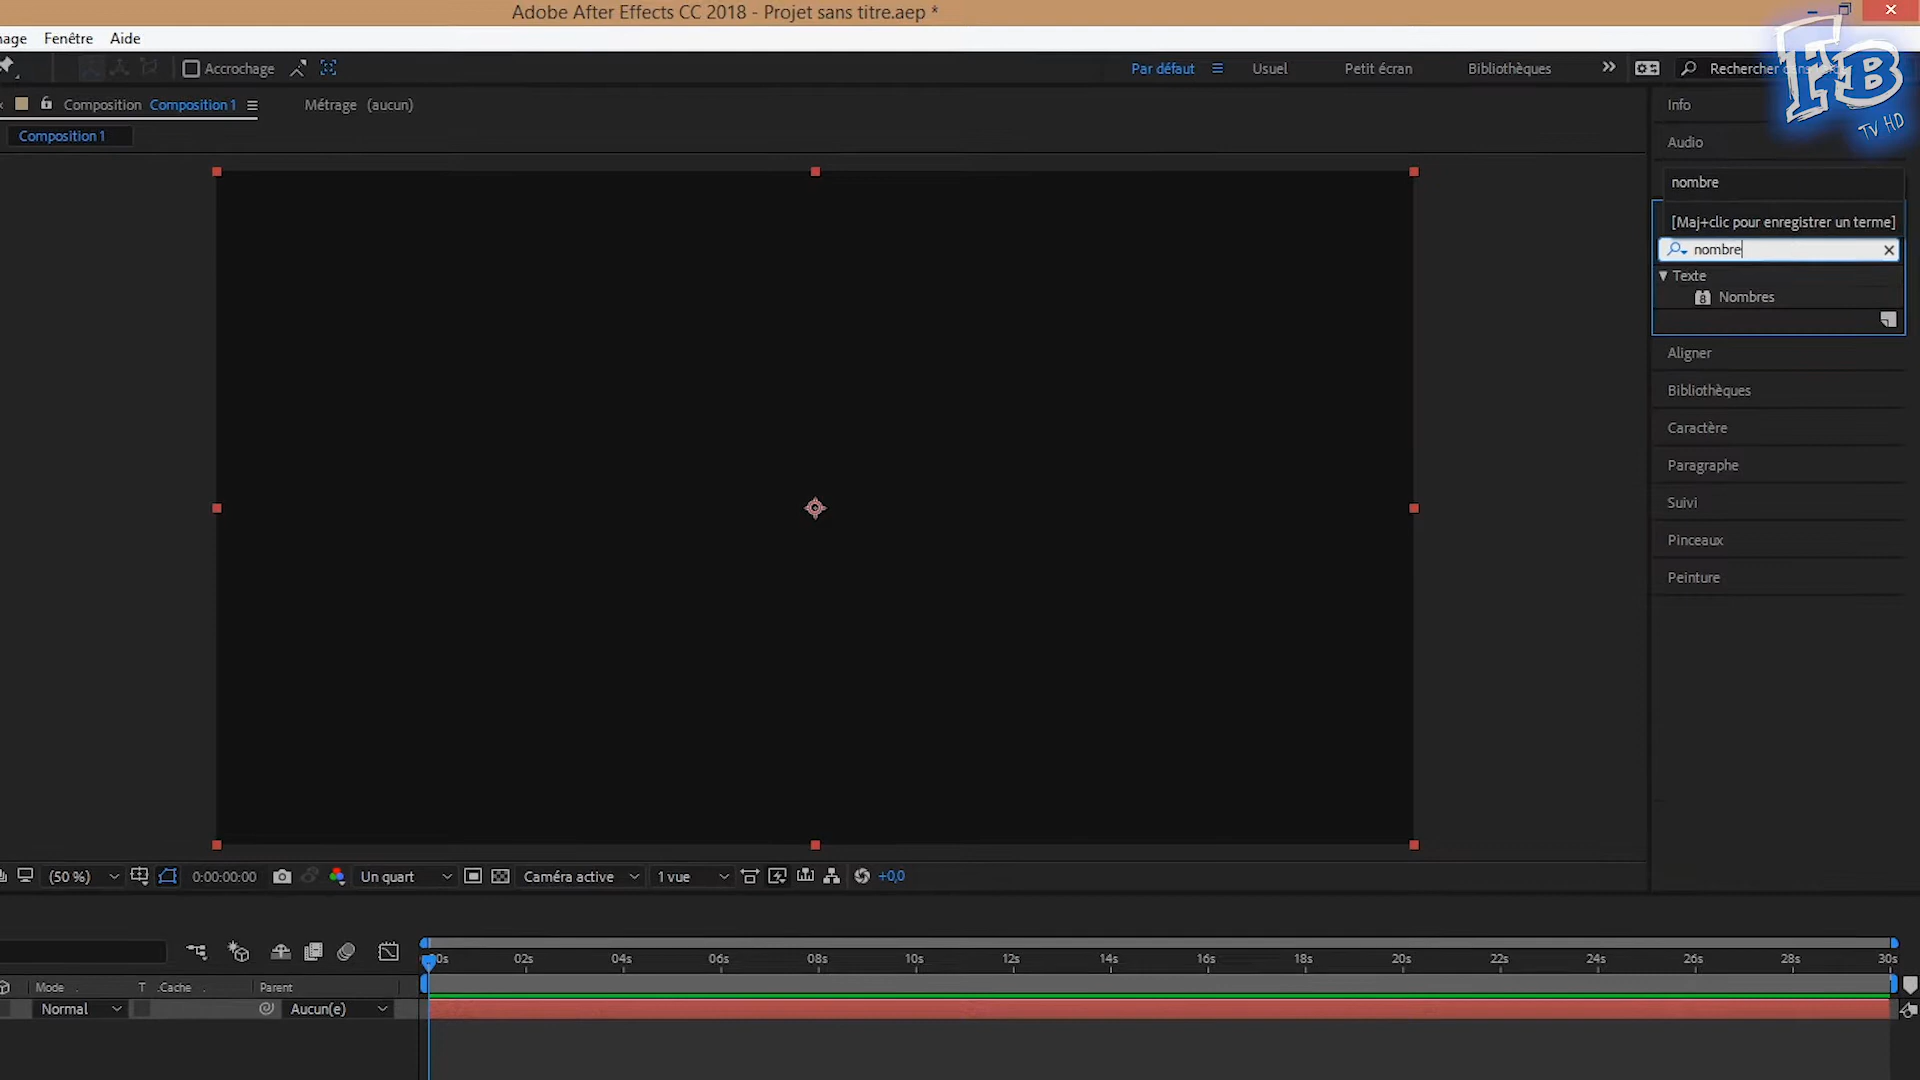 Adobe After Effects CC 2018 - Projet sans titre.aep *
nage Fenêtre Aide
Accrochage
Par défaut Usuel Petit écran Bibliothèques
Rechercher
FB
TV HD
Composition Composition 1
Métrage (aucun)
Composition 1
Info
Audio
nombre
[Maj+clic pour enregistrer un terme]
nombre
Texte
Nombres
Aligner
Bibliothèques
Caractère
Paragraphe
Suivi
Pinceaux
Peinture
(50 %) 0:00:00:00 Un quart Caméra active 1 vue +0,0
00s 02s 04s 06s 08s 10s 12s 14s 16s 18s 20s 22s 24s 26s 28s 30s
Mode T .Cache Parent
Normal Aucun(e)